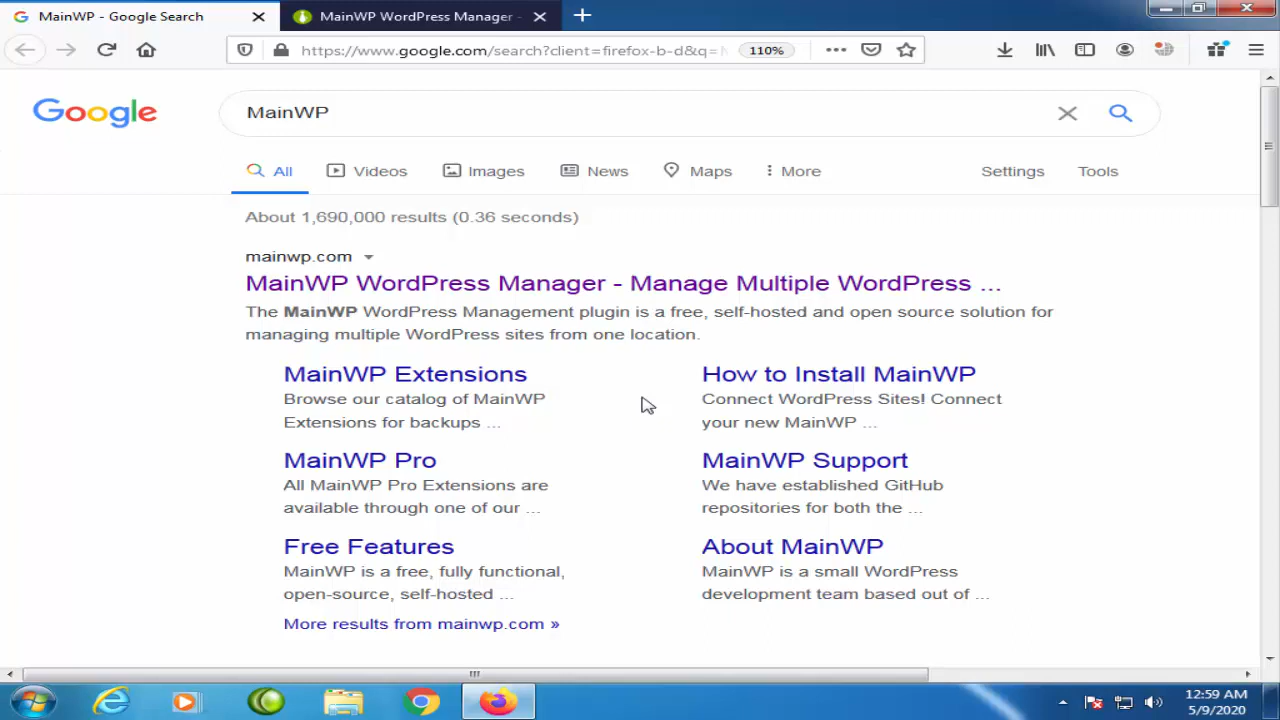 MainWP - Google Search
MainWP WordPress Manager -
https://www.google.com/search?client=firefox-b-d&q=
110%
Google
MainWP
All
Videos
Images
News
Maps
More
Settings
Tools
About 1,690,000 results (0.36 seconds)
mainwp.com
MainWP WordPress Manager - Manage Multiple WordPress ...
The MainWP WordPress Management plugin is a free, self-hosted and open source solution for
managing multiple WordPress sites from one location.
MainWP Extensions
Browse our catalog of MainWP
Extensions for backups ...
How to Install MainWP
Connect WordPress Sites! Connect
your new MainWP ...
MainWP Pro
All MainWP Pro Extensions are
available through one of our ...
MainWP Support
We have established GitHub
repositories for both the ...
Free Features
MainWP is a free, fully functional,
open-source, self-hosted ...
About MainWP
MainWP is a small WordPress
development team based out of ...
More results from mainwp.com »
12:59 AM
5/9/2020